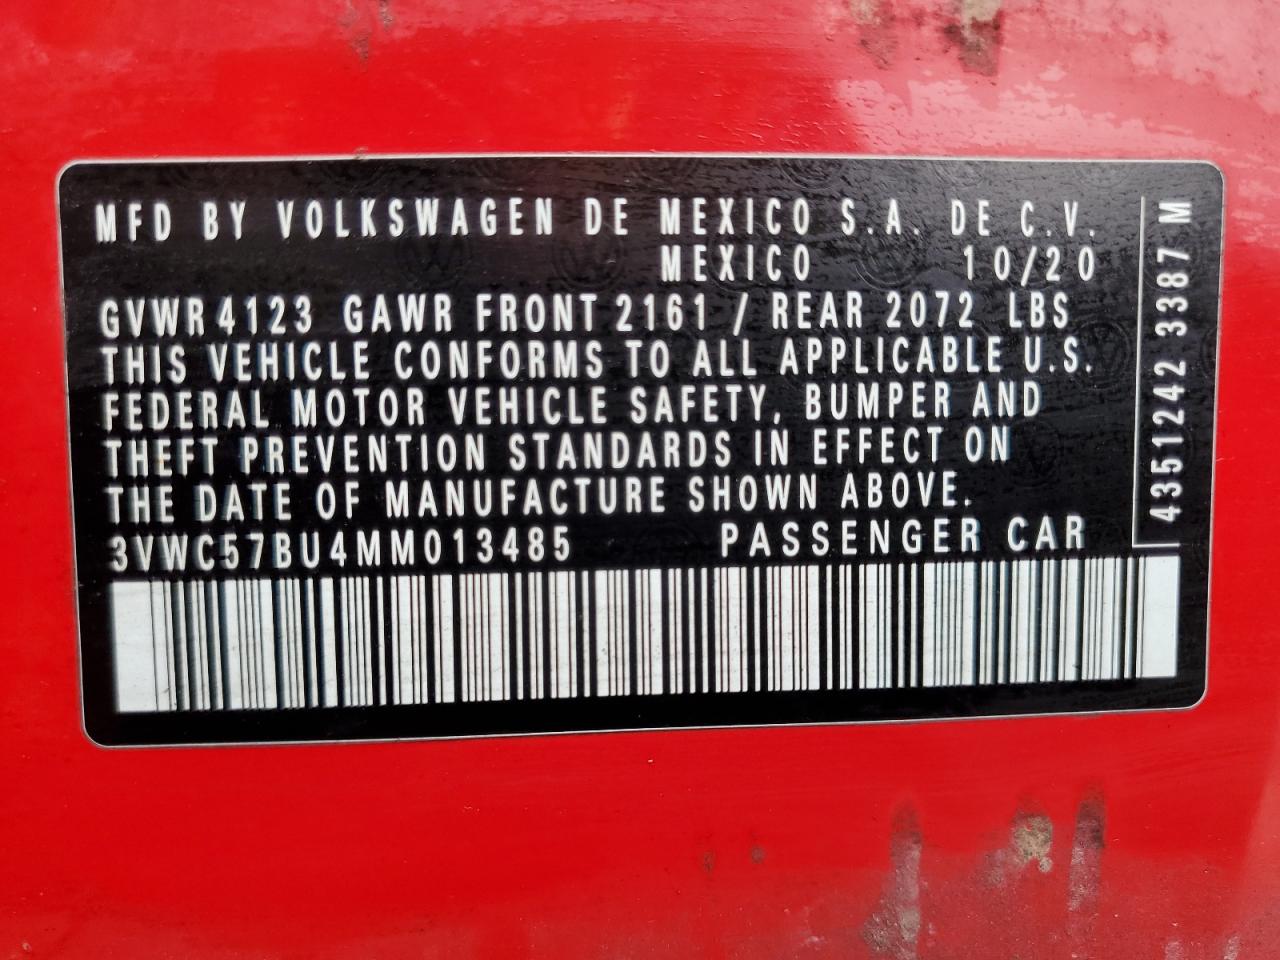 MFD BY VOLKSWAGEN DE MEXICO S.A. DE C.V.
MEXICO 10/20
GVWR 4123 GAWR FRONT 2161 / REAR 2072 LBS
THIS VEHICLE CONFORMS TO ALL APPLICABLE U.S.
FEDERAL MOTOR VEHICLE SAFETY, BUMPER AND
THEFT PREVENTION STANDARDS IN EFFECT ON
THE DATE OF MANUFACTURE SHOWN ABOVE.
3VWC57BU4MM013485 PASSENGER CAR
4351242 3387 M